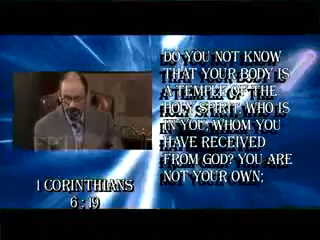 DO YOU NOT KNOW
THAT YOUR BODY IS
A TEMPLE OF THE
HOLY SPIRIT, WHO IS
IN YOU, WHOM YOU
HAVE RECEIVED
FROM GOD? YOU ARE
NOT YOUR OWN;
1 CORINTHIANS
6 : 19